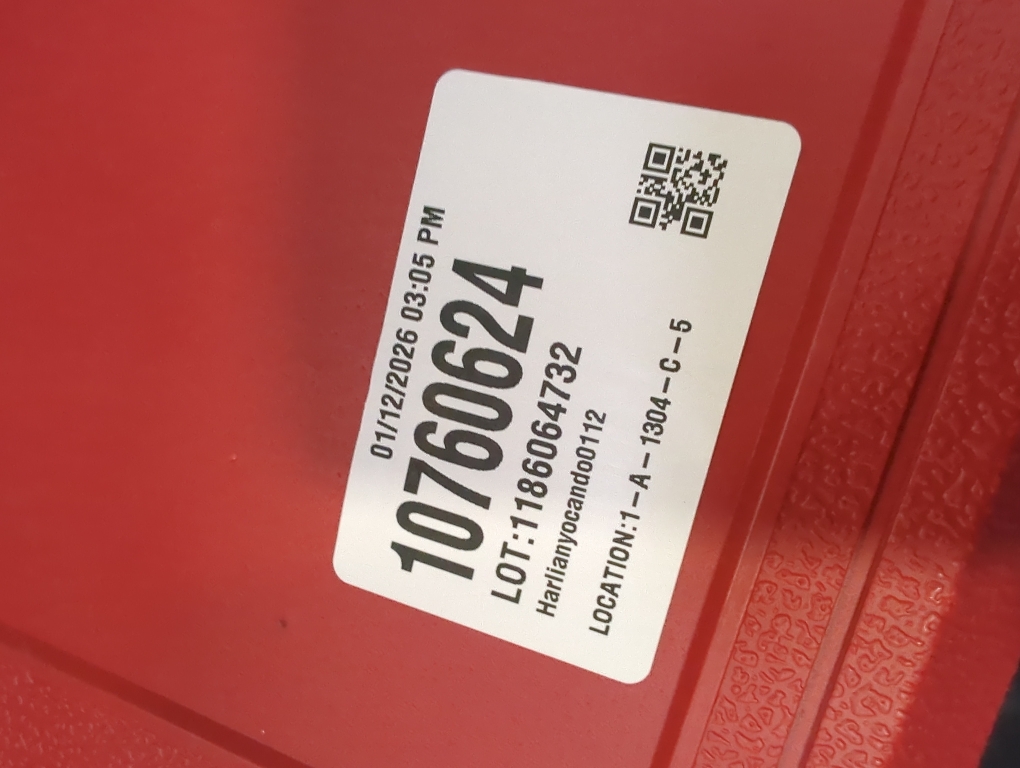 01/12/2026 03:05 PM
10760624
LOT:1186064732
Harlianyocando0112
LOCATION:1-A-1304-C-5